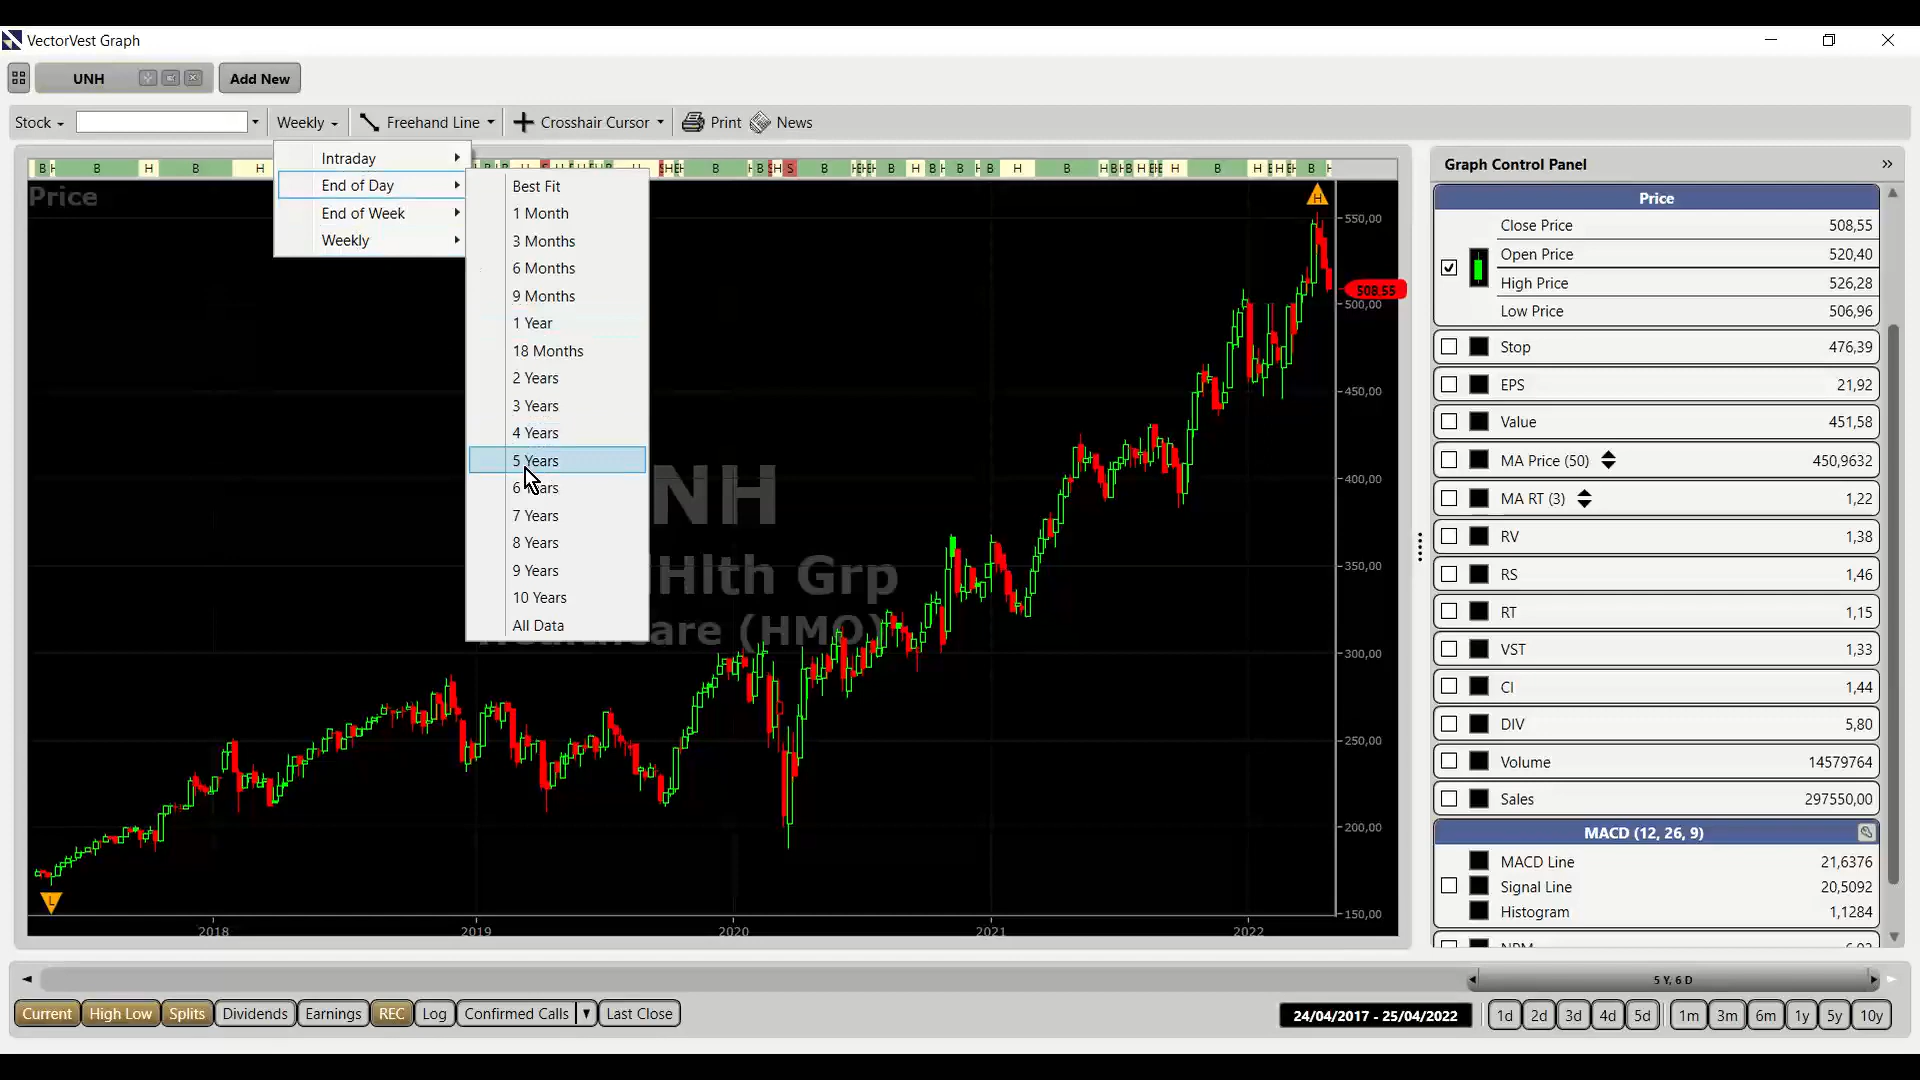 VectorVest Graph
UNH
Add New
Stock
Weekly
Freehand Line
Crosshair Cursor
Print
News
B H B H B H
B H B S H B H B H B H B H B H B H B H
Intraday
End of Day
End of Week
Weekly
Best Fit
1 Month
3 Months
6 Months
9 Months
1 Year
18 Months
2 Years
3 Years
4 Years
5 Years
6 Years
7 Years
8 Years
9 Years
10 Years
All Data
Price
H
L
NH
Hlth Grp
care (HMO)
550,00
508,55
500,00
450,00
400,00
350,00
300,00
250,00
200,00
150,00
2018 2019 2020 2021 2022
Graph Control Panel
Price
Close Price 508,55
Open Price 520,40
High Price 526,28
Low Price 506,96
Stop 476,39
EPS 21,92
Value 451,58
MA Price (50) 450,9632
MA RT (3) 1,22
RV 1,38
RS 1,46
RT 1,15
VST 1,33
CI 1,44
DIV 5,80
Volume 14579764
Sales 297550,00
MACD (12, 26, 9)
MACD Line 21,6376
Signal Line 20,5092
Histogram 1,1284
5 Y, 6 D
Current High Low Splits Dividends Earnings REC Log Confirmed Calls Last Close
24/04/2017 - 25/04/2022
1d 2d 3d 4d 5d 1m 3m 6m 1y 5y 10y